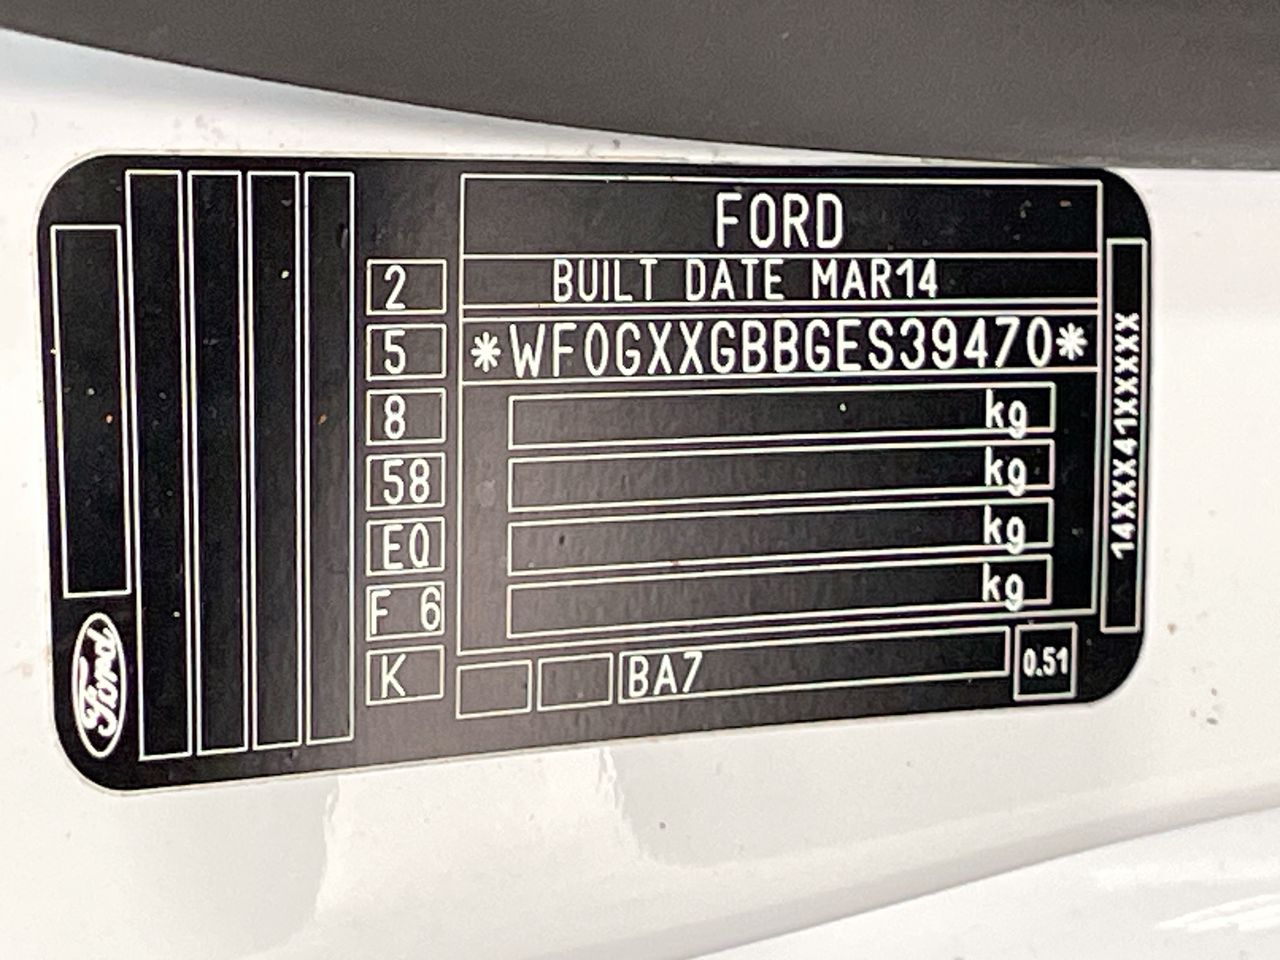 FORD
BUILT DATE MAR14
*WF0GXXGBBGES39470*
2
5
8
58
EQ
F 6
K
kg
kg
kg
kg
BA7
0.51
14XXX41XXXXX
Ford